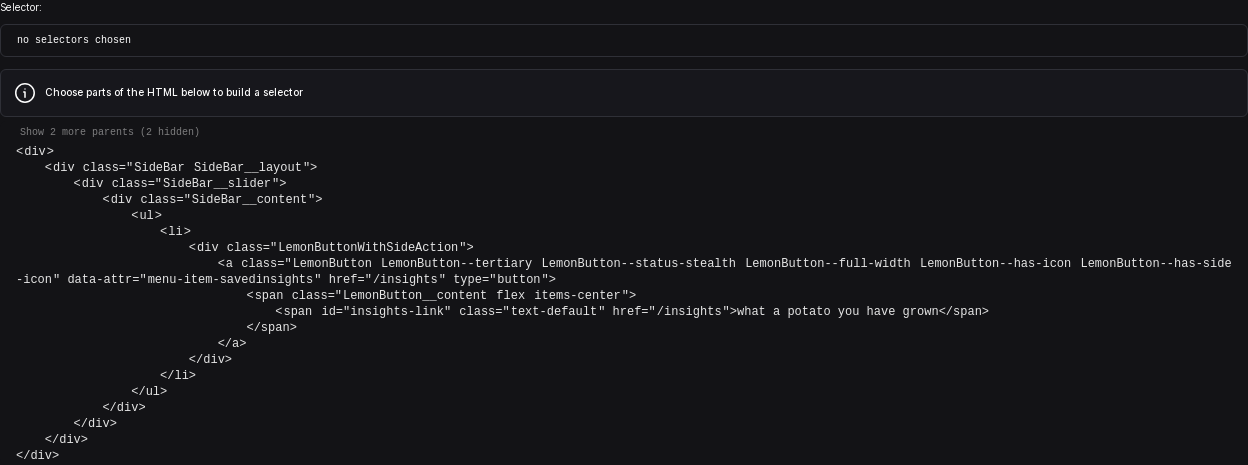 Selector:
no selectors chosen
Choose parts of the HTML below to build a selector
Show 2 more parents (2 hidden)
<div>
<div class="SideBar SideBar__layout">
<div class="SideBar__slider">
<div class="SideBar__content">
<ul>
<li>
<div class="LemonButtonWithSideAction">
<a class="LemonButton LemonButton--tertiary LemonButton--status-stealth LemonButton--full-width LemonButton--has-icon LemonButton--has-side
-icon" data-attr="menu-item-savedinsights" href="/insights" type="button">
<span class="LemonButton__content flex items-center">
<span id="insights-link" class="text-default" href="/insights">what a potato you have grown</span>
</span>
</a>
</div>
</li>
</ul>
</div>
</div>
</div>
</div>